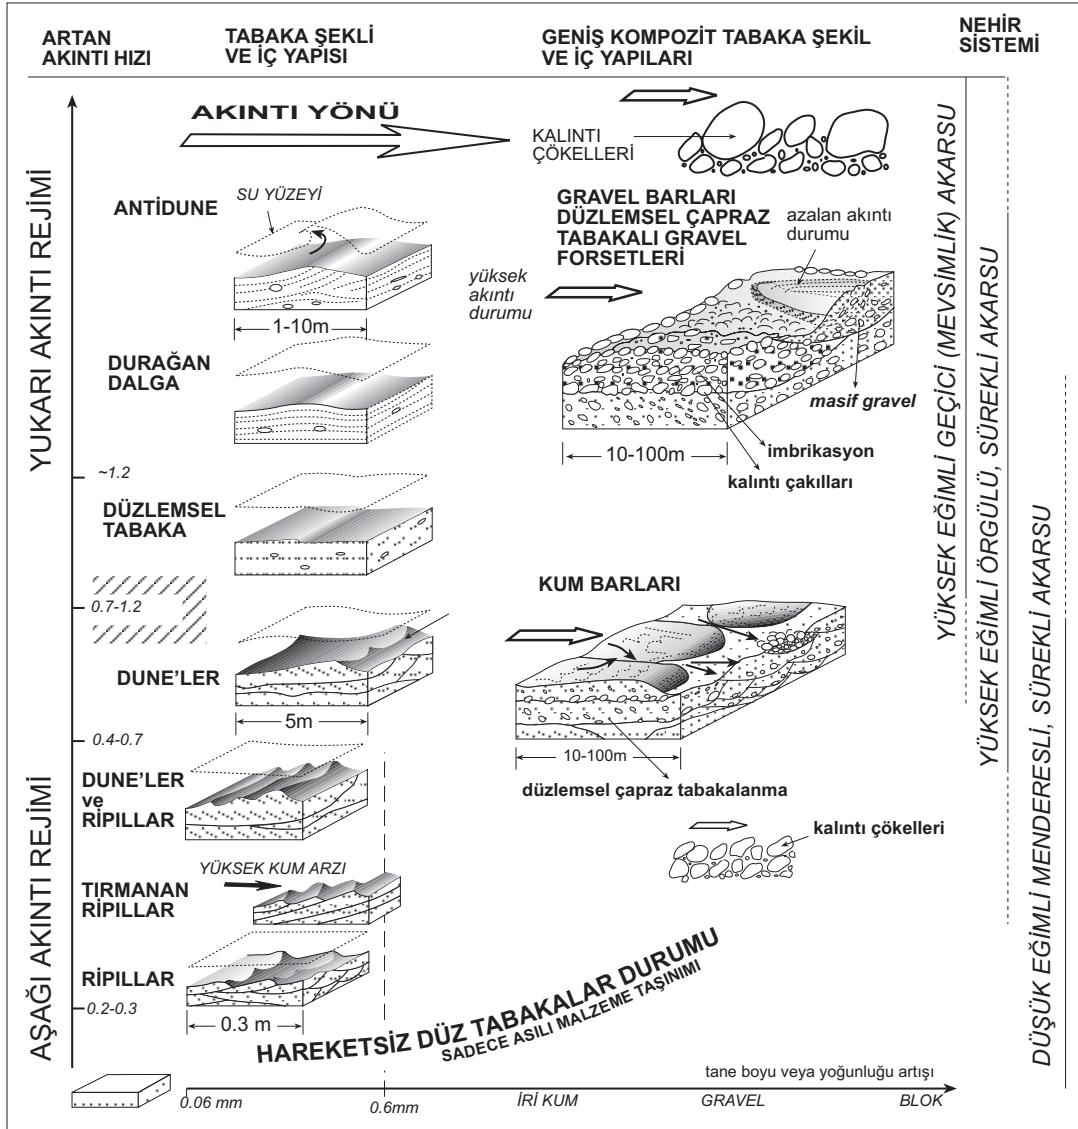 ARTAN
AKINTI HIZI
TABAKA ŞEKLİ
VE İÇ YAPISI
GENİŞ KOMPOZİT TABAKA ŞEKİL
VE İÇ YAPILARI
NEHİR
SİSTEMİ
AKINTI YÖNÜ
KALINTI
ÇÖKELLERİ
YUKARI AKINTI REJİMİ
ANTİDUNE
SU YÜZEYİ
1-10m
GRAVEL BARLARI
DÜZLEMSEL ÇAPRAZ
TABAKALI GRAVEL
FORSETLERİ
azalan akıntı
durumu
yüksek
akıntı
durumu
masif gravel
imbrikasyon
10-100m
kalıntı çakılları
DURAĞAN
DALGA
~1.2
DÜZLEMSEL
TABAKA
0.7-1.2
KUM BARLARI
DUNE'LER
5m
10-100m
düzlemsel çapraz tabakalanma
0.4-0.7
AŞAĞI AKINTI REJİMİ
DUNE'LER
ve
RİPILLAR
kalıntı çökelleri
YÜKSEK KUM ARZI
TIRMANAN
RİPILLAR
RİPILLAR
0.2-0.3
0.3 m
HAREKETSİZ DÜZ TABAKALAR DURUMU
SADECE ASILI MALZEME TAŞINIMI
tane boyu veya yoğunluğu artışı
0.06 mm
0.6mm
İRİ KUM
GRAVEL
BLOK
YÜKSEK EĞİMLİ GEÇİCİ (MEVSİMLİK) AKARSU
YÜKSEK EĞİMLİ ÖRGÜLÜ, SÜREKLİ AKARSU
DÜŞÜK EĞİMLİ MENDERESLİ, SÜREKLİ AKARSU